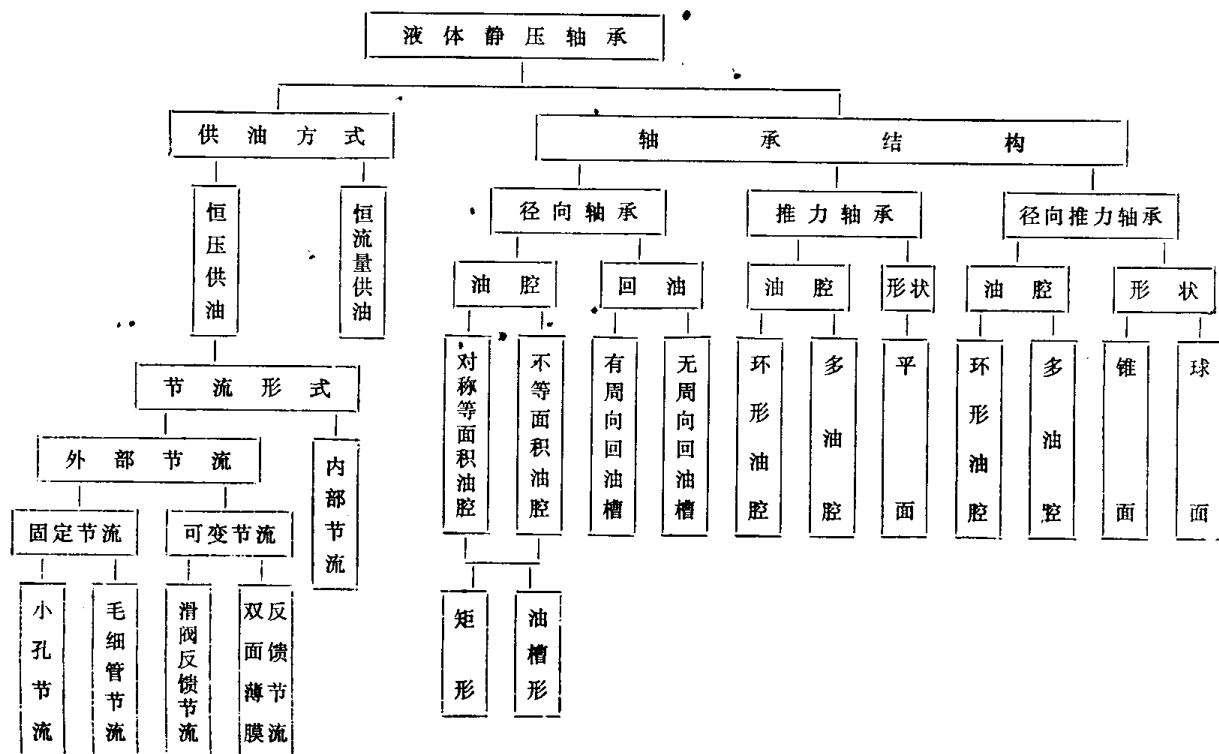 液体静压轴承
供油方式
轴承结构
恒压供油
恒流量供油
径向轴承
推力轴承
径向推力轴承
油腔
回油
油腔
形状
油腔
形状
对称等面积油腔
不等面积油腔
有周向回油槽
无周向回油槽
环形油腔
多油腔
平面
环形油腔
多油腔
锥面
球面
节流形式
外部节流
内部节流
固定节流
可变节流
小孔节流
毛细管节流
滑阀反馈节流
双面薄膜
反馈节流
矩形
油槽形